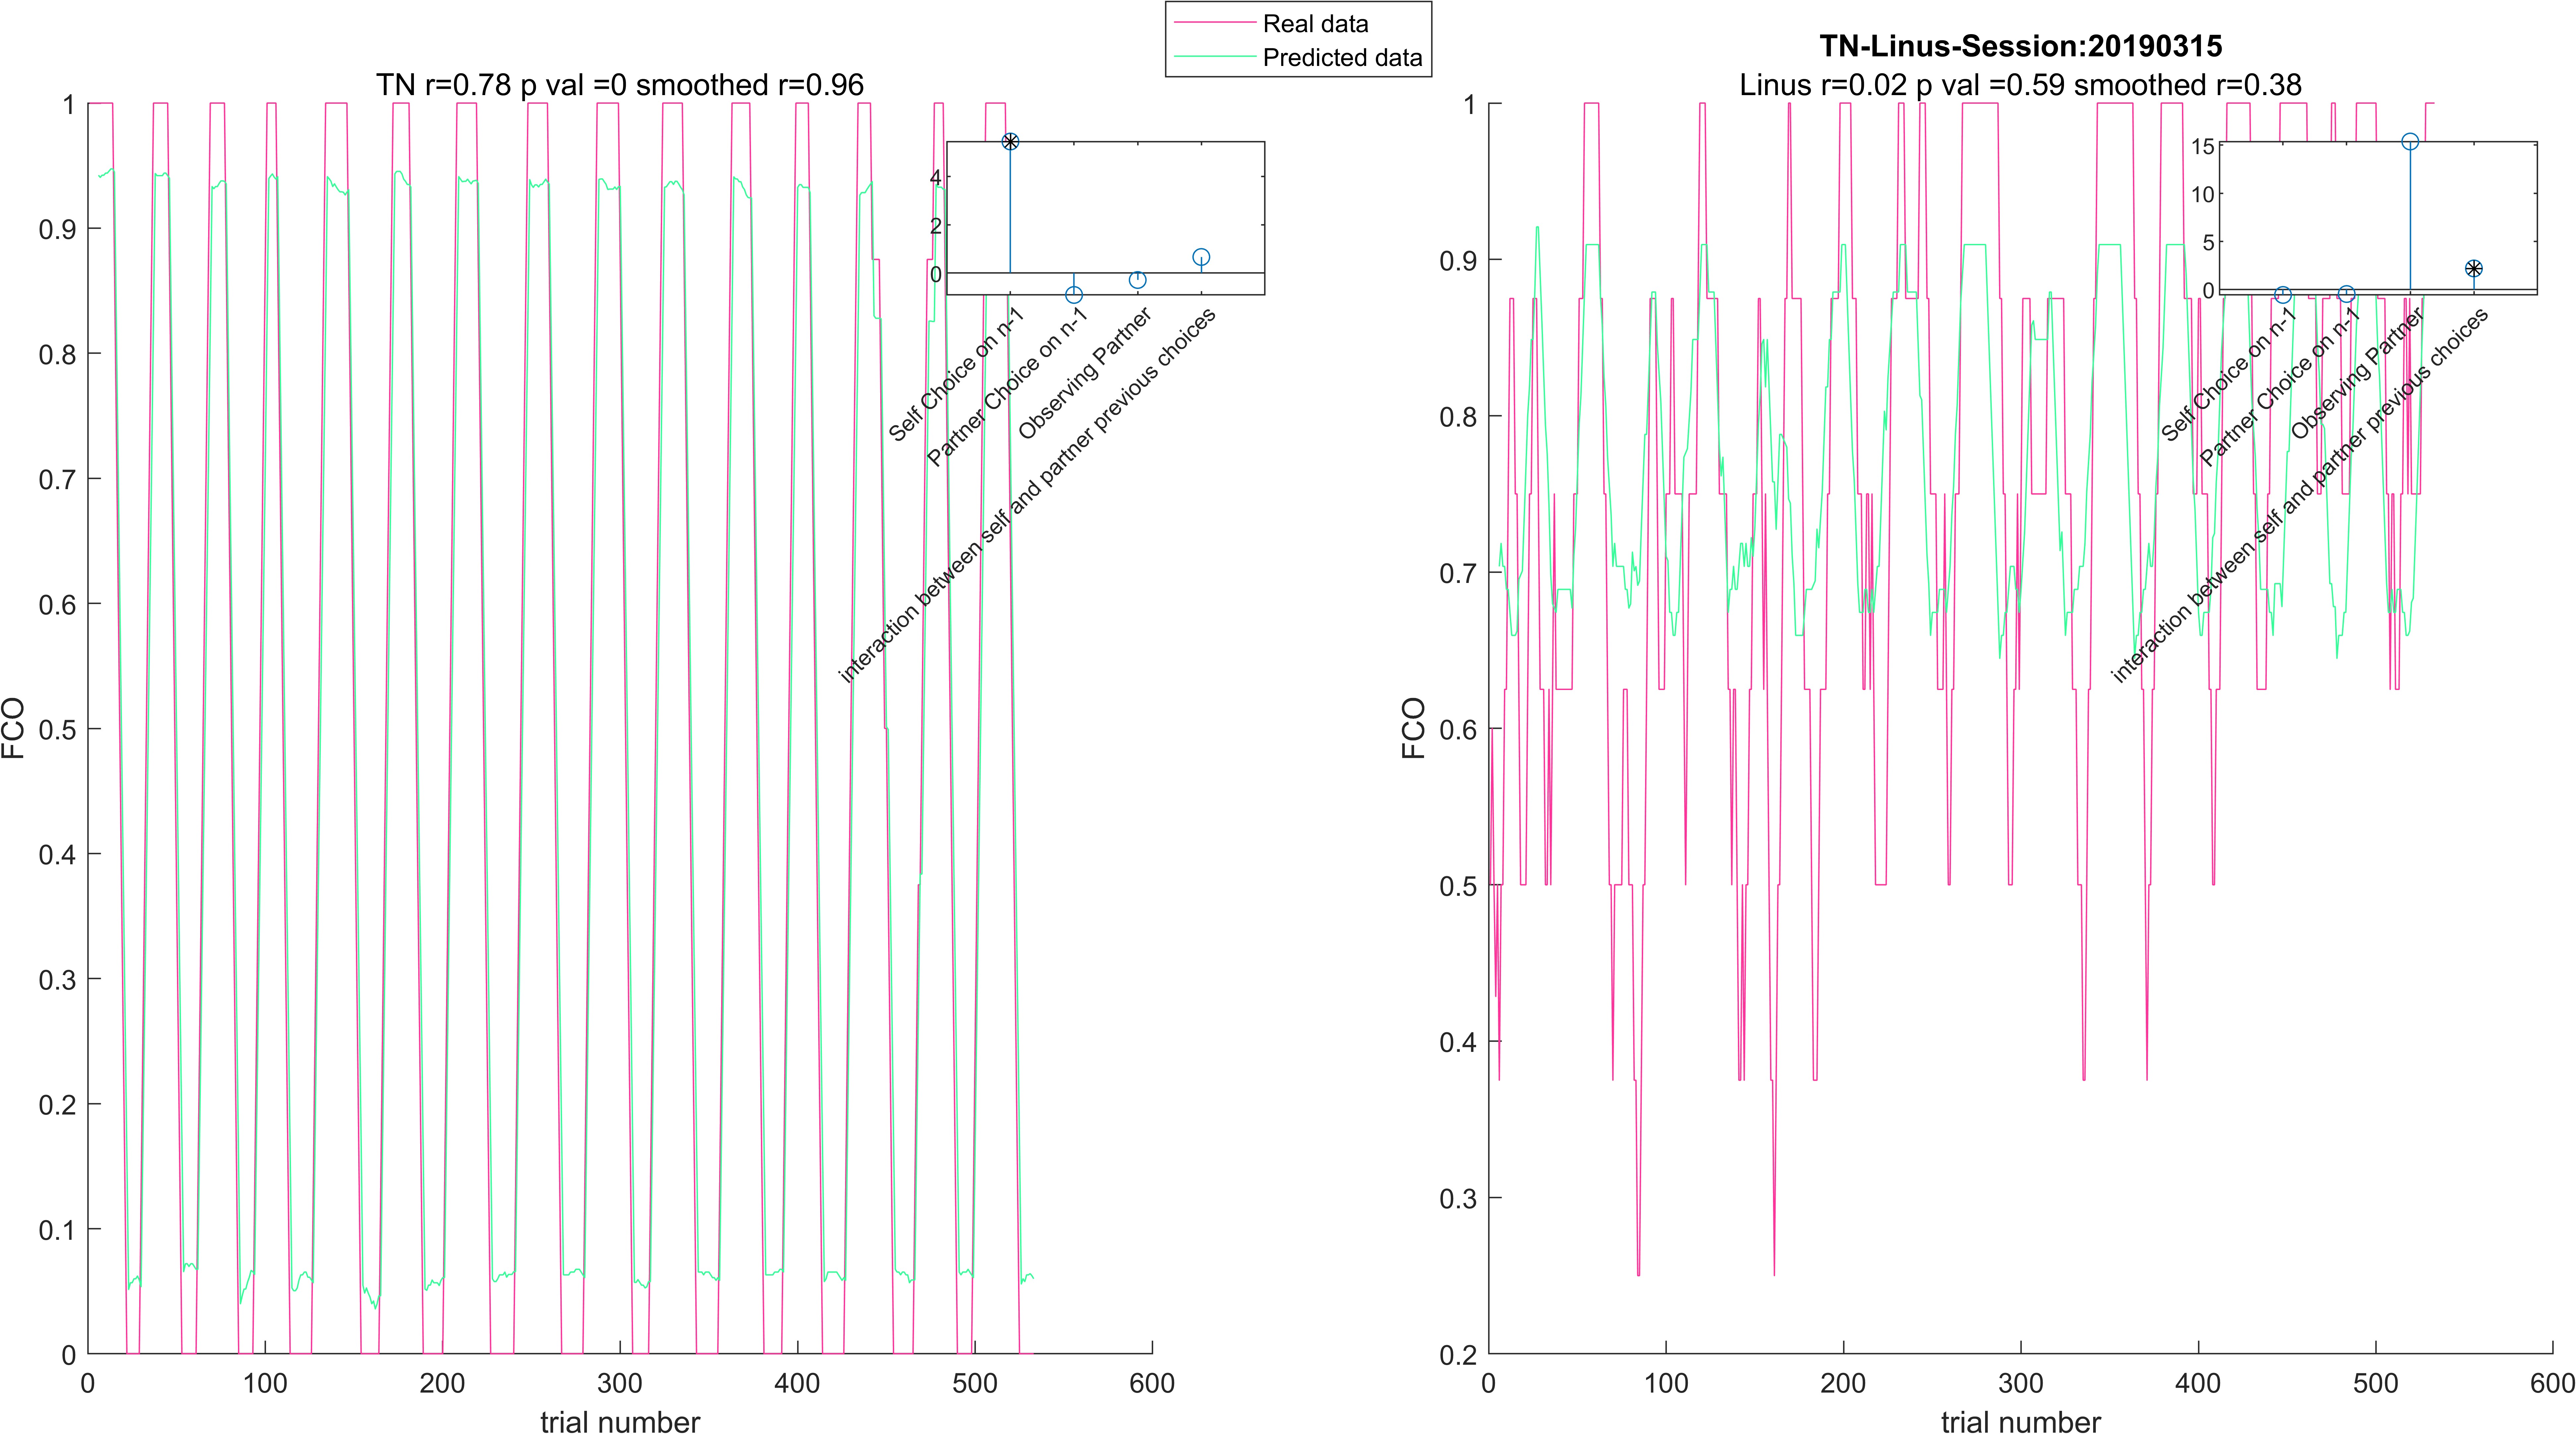 Real data
Predicted data
TN r=0.78 p val =0 smoothed r=0.96
1
0.9
0.8
0.7
0.6
0.5
0.4
0.3
0.2
0.1
0
FCO
0
100
200
300
400
500
600
trial number
4
2
0
Self Choice on n-1
Partner Choice on n-1
Observing Partner
interaction between self and partner previous choices
TN-Linus-Session:20190315
Linus r=0.02 p val =0.59 smoothed r=0.38
1
0.9
0.8
0.7
0.6
0.5
0.4
0.3
0.2
FCO
0
100
200
300
400
500
600
trial number
15
10
5
0
Self Choice on n-1
Partner Choice on n-1
Observing Partner
interaction between self and partner previous choices